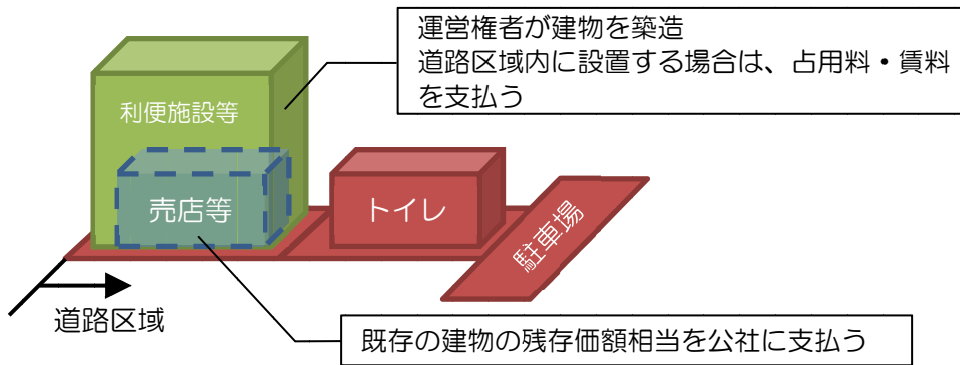 運営権者が建物を築造
道路区域内に設置する場合は、占用料・賃料
を支払う
利便施設等
売店等
トイレ
駐車場
道路区域
既存の建物の残存価額相当を公社に支払う